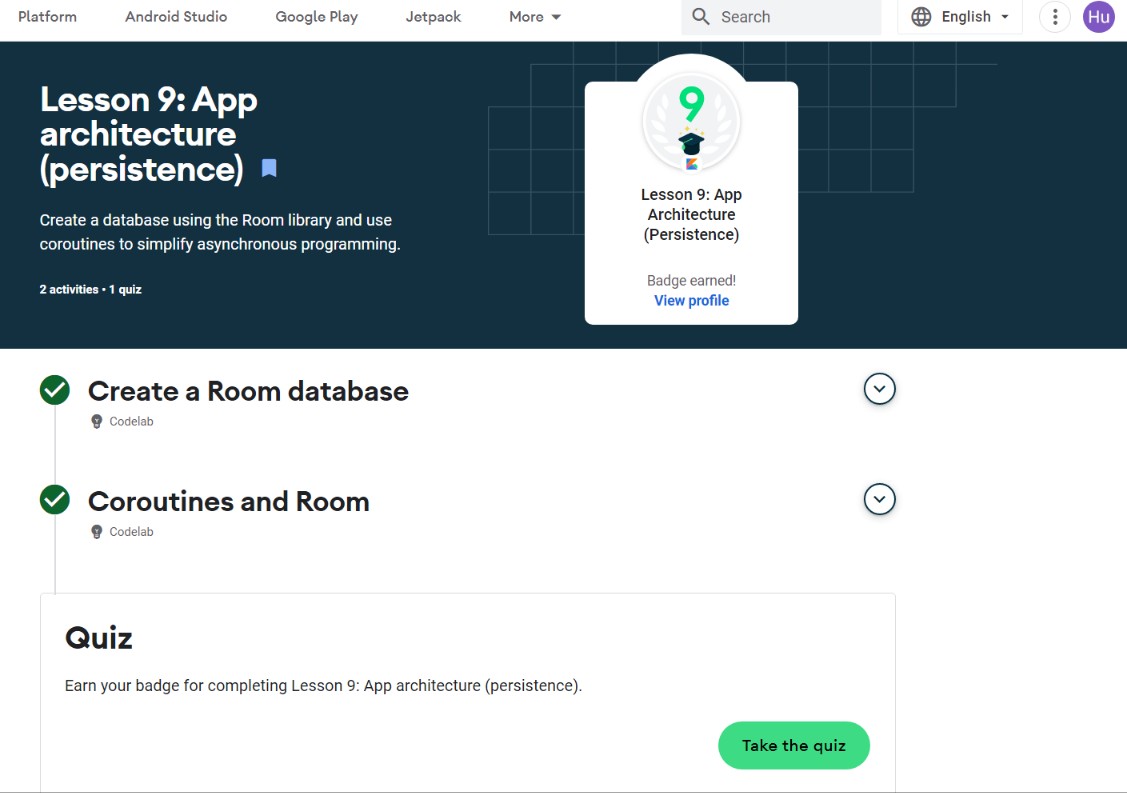 Platform Android Studio Google Play Jetpack More Search English Hu
Lesson 9: App
architecture
(persistence)
Create a database using the Room library and use
coroutines to simplify asynchronous programming.
2 activities • 1 quiz
9
Lesson 9: App
Architecture
(Persistence)
Badge earned!
View profile
Create a Room database
Codelab
Coroutines and Room
Codelab
Quiz
Earn your badge for completing Lesson 9: App architecture (persistence).
Take the quiz